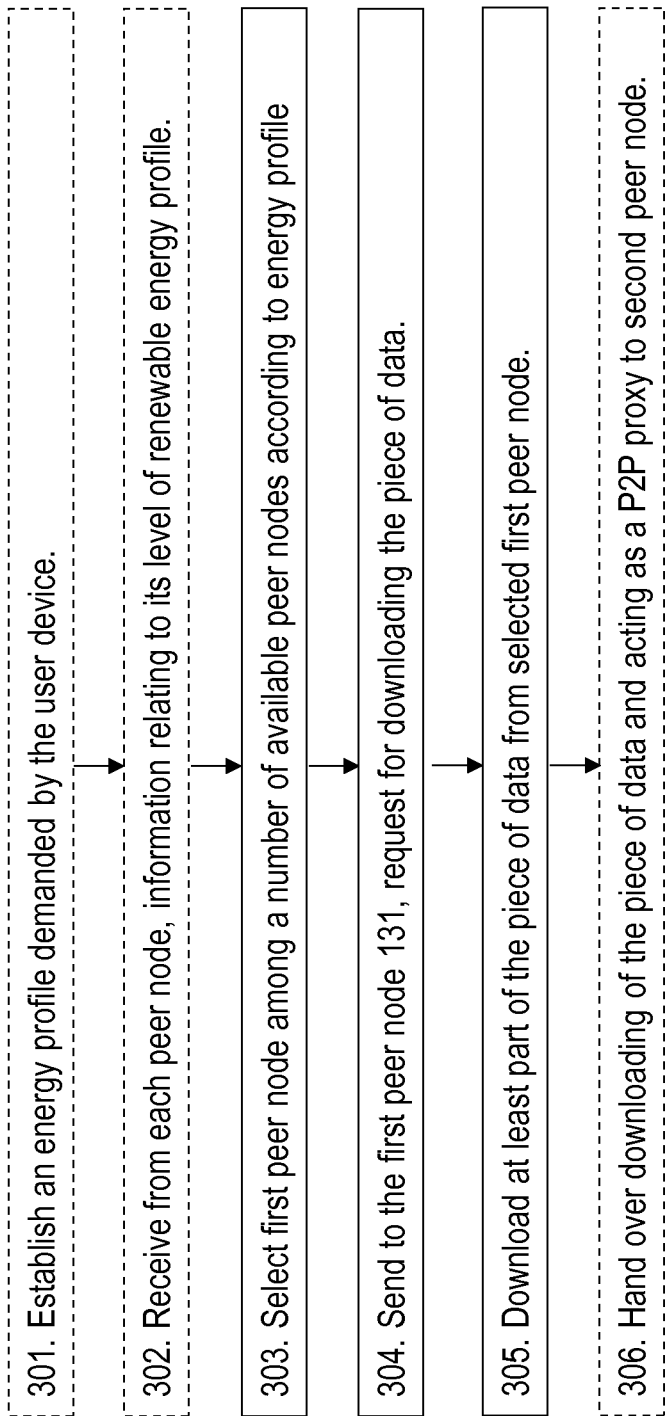 301. Establish an energy profile demanded by the user device.
302. Receive from each peer node, information relating to its level of renewable energy profile.
303. Select first peer node among a number of available peer nodes according to energy profile
304. Send to the first peer node 131, request for downloading the piece of data.
305. Download at least part of the piece of data from selected first peer node.
306. Hand over downloading of the piece of data and acting as a P2P proxy to second peer node.